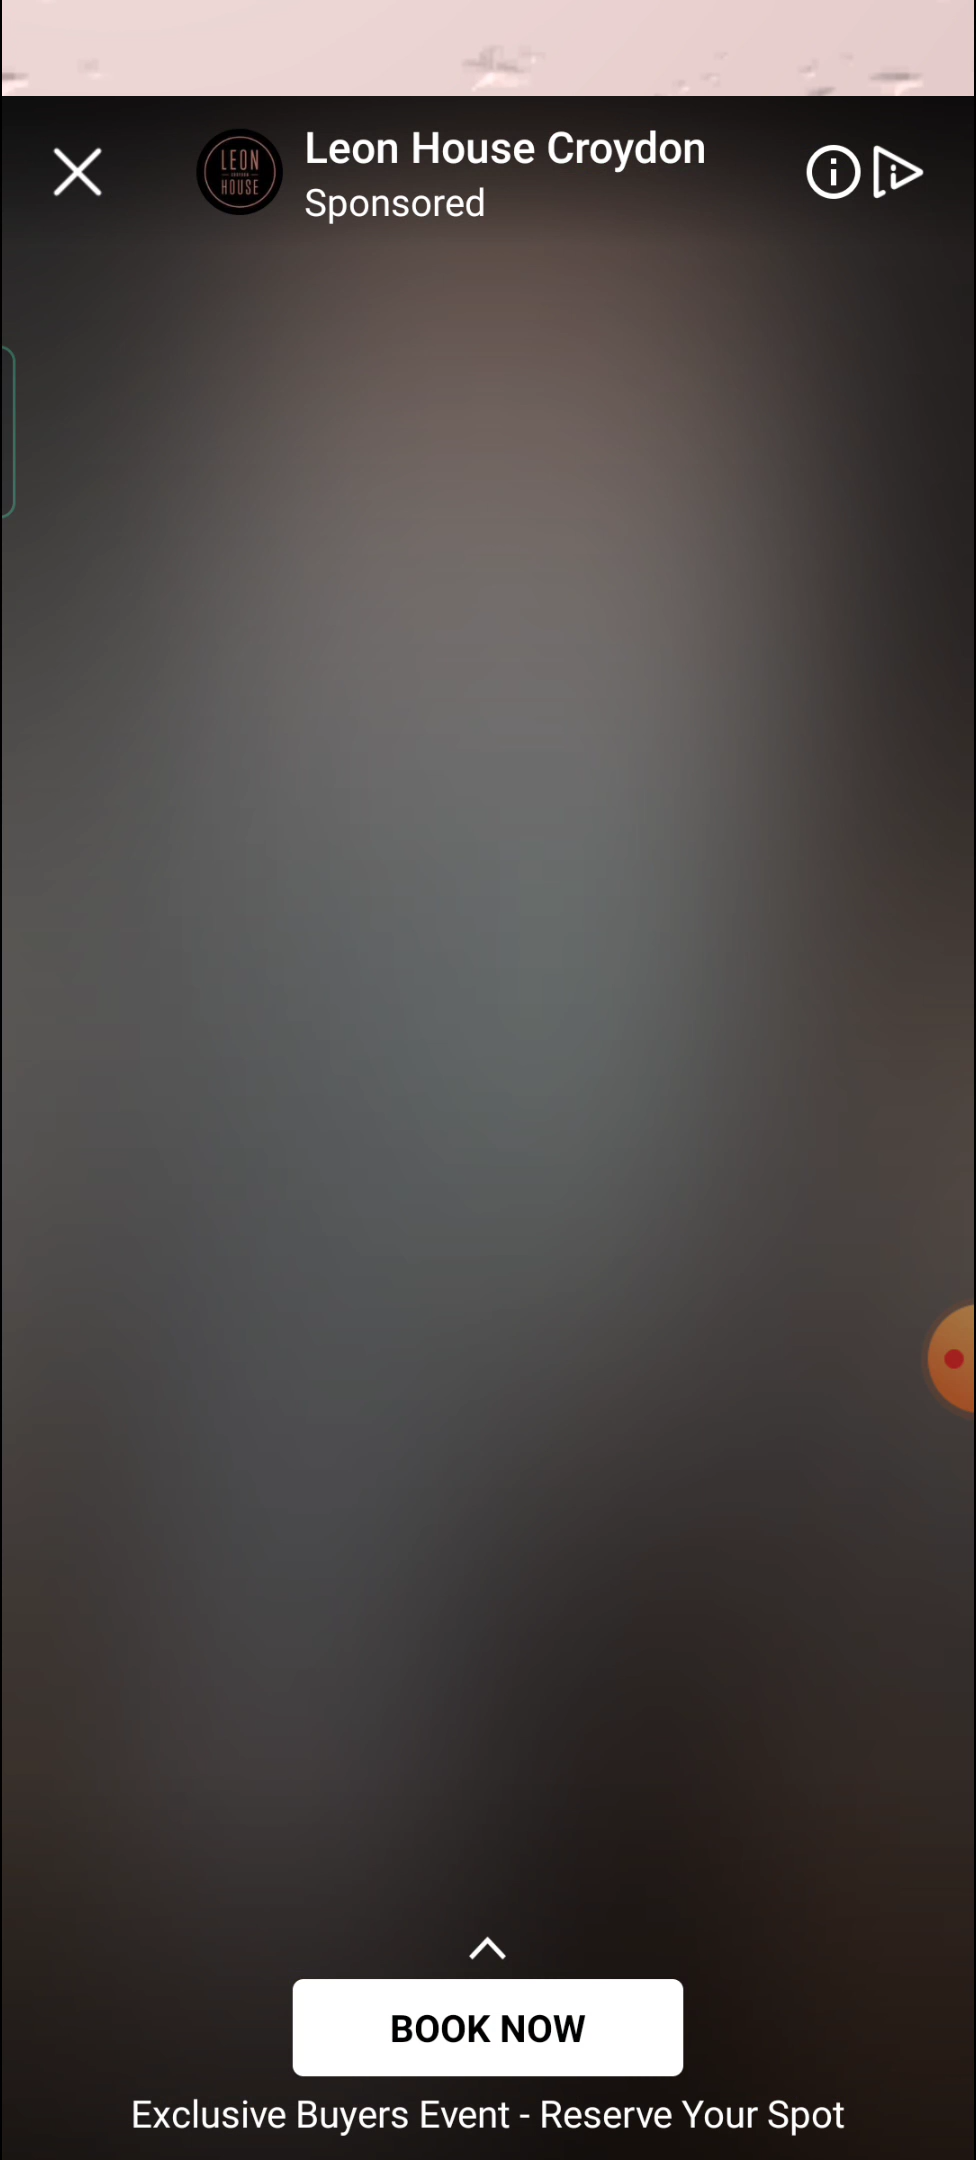 LEON
HOUSE
Leon House Croydon
Sponsored
BOOK NOW
Exclusive Buyers Event - Reserve Your Spot